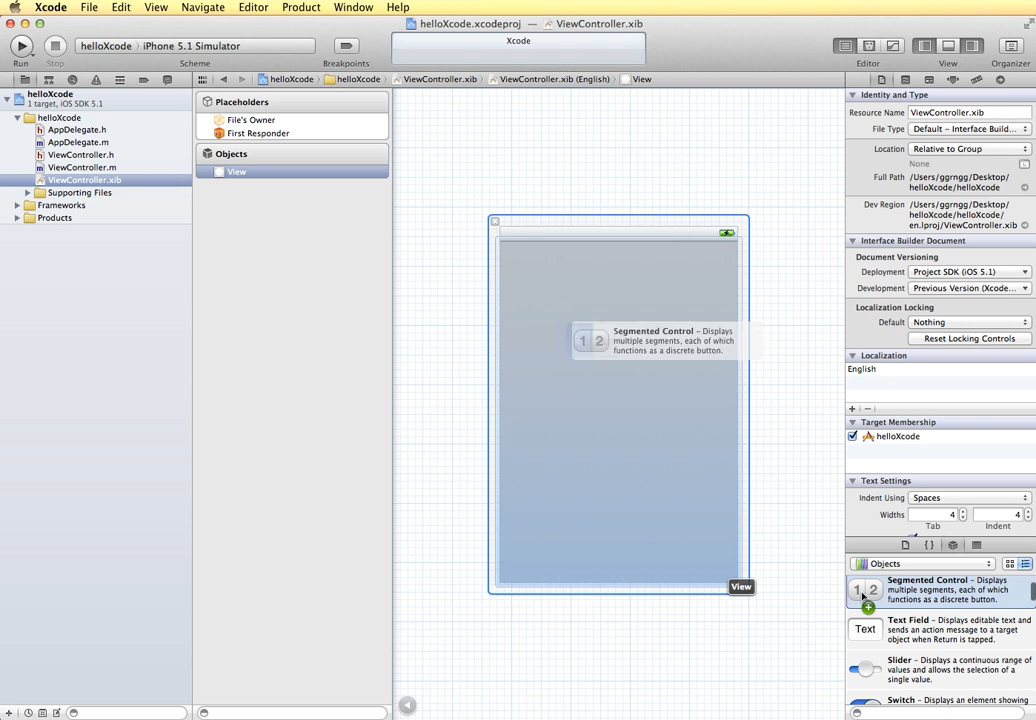 Xcode File Edit View Navigate Editor Product Window Help
helloXcode.xcodeproj — ViewController.xib
helloXcode 〉 iPhone 5.1 Simulator
Xcode
Run
Stop
Scheme
Breakpoints
Editor
View
Organizer
helloXcode
helloXcode
ViewController.xib
ViewController.xib (English)
View
helloXcode
1 target, iOS SDK 5.1
helloXcode
AppDelegate.h
AppDelegate.m
ViewController.h
ViewController.m
ViewController.xib
Supporting Files
Frameworks
Products
Placeholders
File's Owner
First Responder
Objects
View
1 2
Segmented Control – Displays
multiple segments, each of which
functions as a discrete button.
View
Identity and Type
Resource Name ViewController.xib
File Type Default – Interface Build...
Location Relative to Group
None
Full Path /Users/ggrngg/Desktop/
helloXcode/helloXcode
Dev Region /Users/ggrngg/Desktop/
helloXcode/helloXcode/
en.lproj/ViewController.xib
Interface Builder Document
Document Versioning
Deployment Project SDK (iOS 5.1)
Development Previous Version (Xcode...
Localization Locking
Default Nothing
Reset Locking Controls
Localization
English
+ −
Target Membership
helloXcode
Text Settings
Indent Using Spaces
Widths 4 4
Tab Indent
{ }
Objects
1 2
Segmented Control – Displays
multiple segments, each of which
functions as a discrete button.
Text
Text Field – Displays editable text and
sends an action message to a target
object when Return is tapped.
Slider – Displays a continuous range of
values and allows the selection of a
single value.
Switch – Displays an element showing